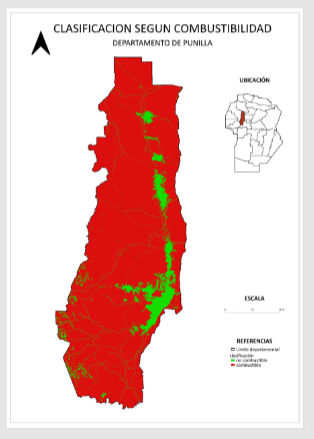 CLASIFICACION SEGUN COMBUSTIBILIDAD
DEPARTAMENTO DE PUNILLA
UBICACIÓN
ESCALA
REFERENCIAS
Límite departamental
clasificación
no combustible
combustible